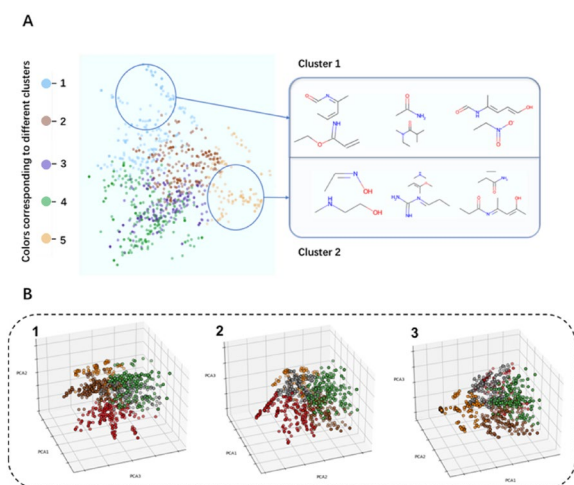 A
Colors corresponding to different clusters
1
2
3
4
5
Cluster 1
Cluster 2
B
1
2
3
PCA2
PCA1
PCA3
PCA3
PCA1
PCA2
PCA3
PCA2
PCA1